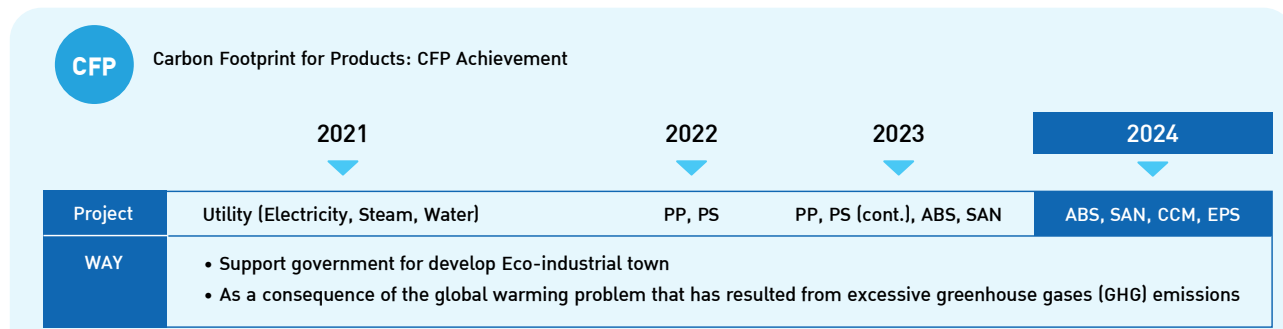 CFP
Carbon Footprint for Products: CFP Achievement
2021 2022 2023 2024
Project Utility (Electricity, Steam, Water) PP, PS PP, PS (cont.), ABS, SAN ABS, SAN, CCM, EPS
WAY • Support government for develop Eco-industrial town
• As a consequence of the global warming problem that has resulted from excessive greenhouse gases (GHG) emissions